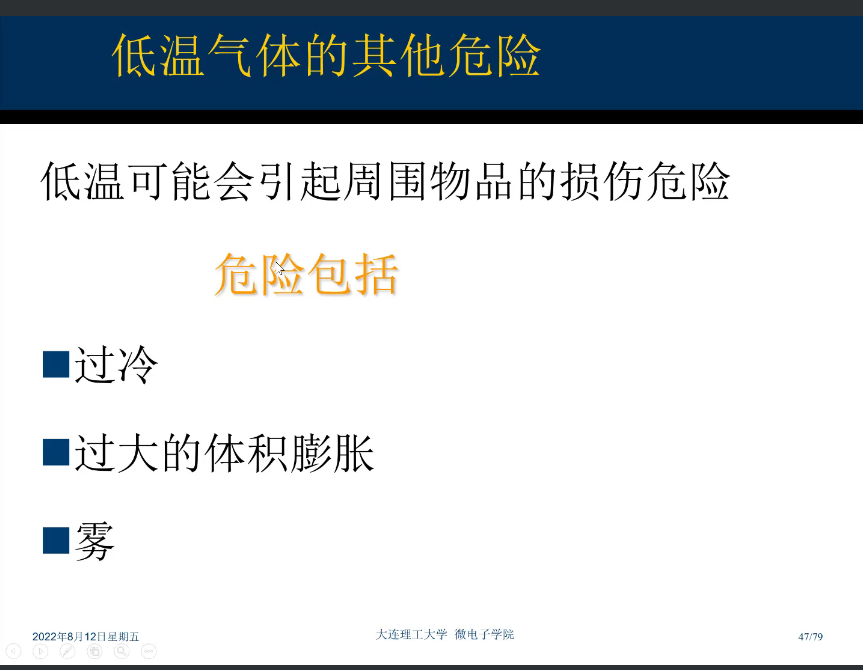 低温气体的其他危险
低温可能会引起周围物品的损伤危险
危险包括
过冷
过大的体积膨胀
雾
2022年8月12日星期五
大连理工大学 微电子学院
47/79